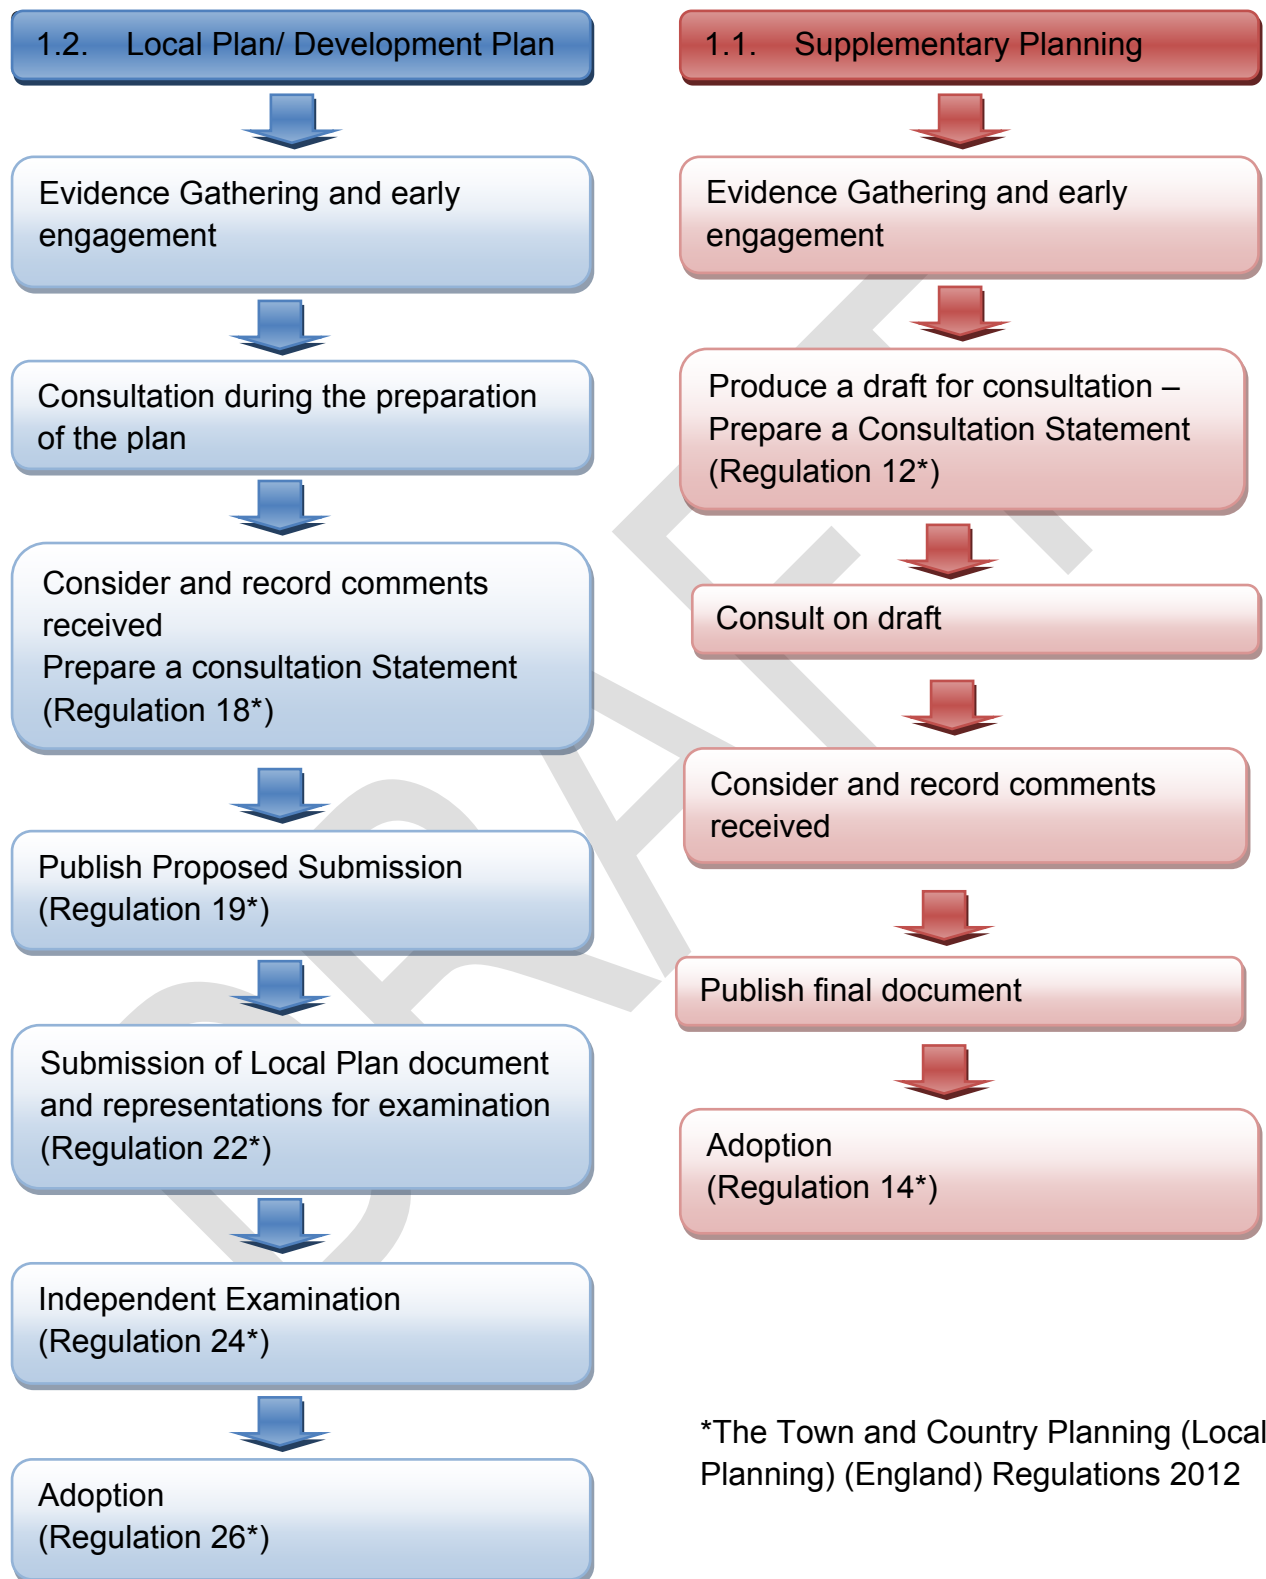 1.2. Local Plan/ Development Plan
Evidence Gathering and early
engagement
Consultation during the preparation
of the plan
Consider and record comments
received
Prepare a consultation Statement
(Regulation 18*)
Publish Proposed Submission
(Regulation 19*)
Submission of Local Plan document
and representations for examination
(Regulation 22*)
Independent Examination
(Regulation 24*)
Adoption
(Regulation 26*)
1.1. Supplementary Planning
Evidence Gathering and early
engagement
Produce a draft for consultation –
Prepare a Consultation Statement
(Regulation 12*)
Consult on draft
Consider and record comments
received
Publish final document
Adoption
(Regulation 14*)
*The Town and Country Planning (Local
Planning) (England) Regulations 2012
DRAFT